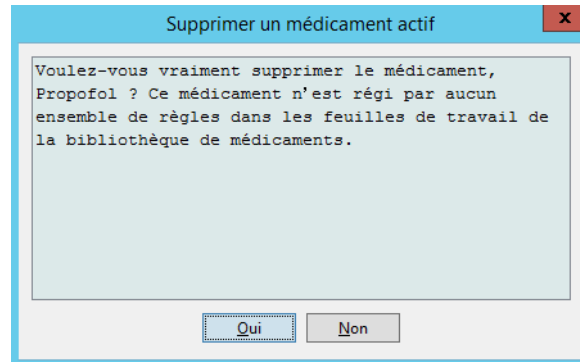 Supprimer un médicament actif
x
Voulez-vous vraiment supprimer le médicament,
Propofol ? Ce médicament n'est régi par aucun
ensemble de règles dans les feuilles de travail de
la bibliothèque de médicaments.
Oui Non